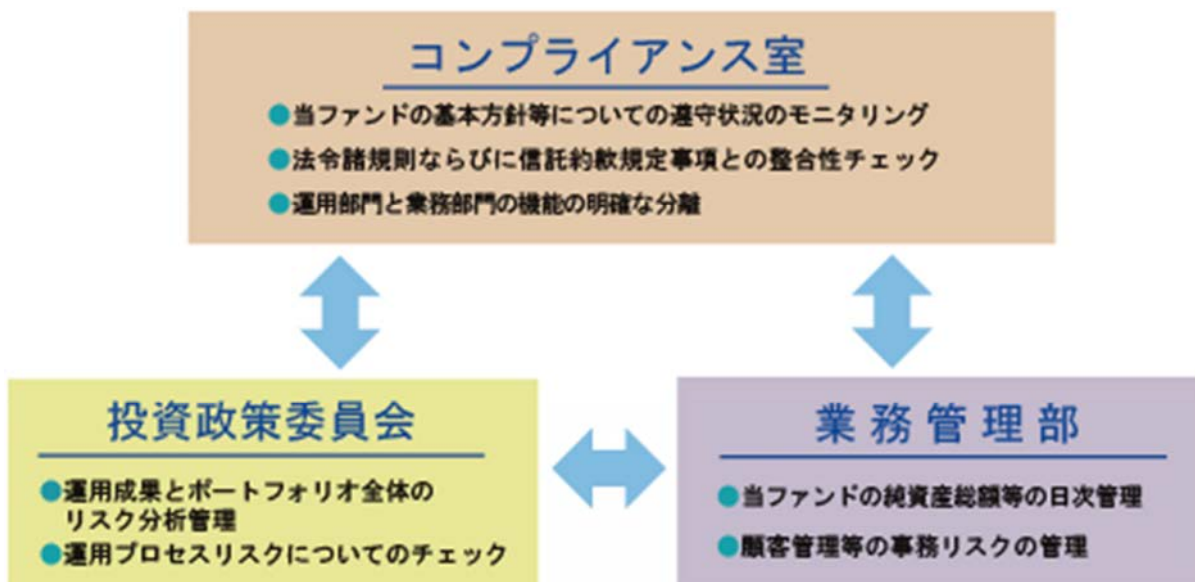 コンプライアンス室
●当ファンドの基本方針等についての遵守状況のモニタリング
●法令諸規則ならびに信託約款規定事項との整合性チェック
●運用部門と業務部門の機能の明確な分離
投資政策委員会
●運用成果とポートフォリオ全体の
リスク分析管理
●運用プロセスリスクについてのチェック
業務管理部
●当ファンドの純資産総額等の日次管理
●顧客管理等の事務リスクの管理